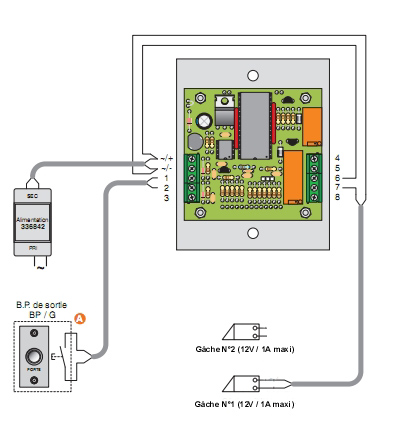 ~/+
~/-
1
2
3
4
5
6
7
8
SEC
Alimentation
336842
PRI
~
B.P. de sortie
BP / G
A
PORTE
Gâche N°2 (12V / 1A maxi)
Gâche N°1 (12V / 1A maxi)